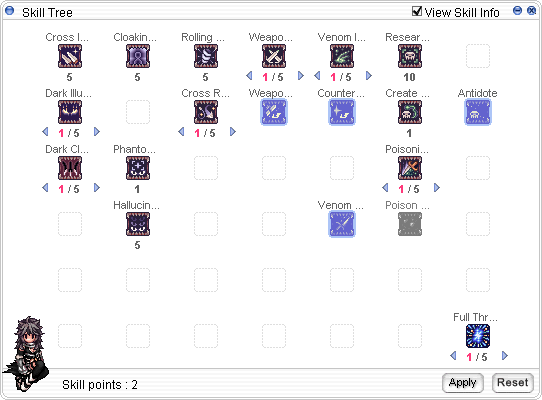 Skill Tree
View Skill Info
Cross I...
Cloakin...
Rolling ...
Weapo...
Venom I...
Resear...
5
5
5
1 / 5
1 / 5
10
Dark Illu...
Cross R...
Weapo...
Counter...
Create ...
Antidote
1 / 5
1 / 5
1
Dark Cl...
Phanto...
Poisoni...
1 / 5
1
1 / 5
Hallucin...
Venom ...
Poison ...
5
Full Thr...
1 / 5
Skill points : 2
Apply
Reset